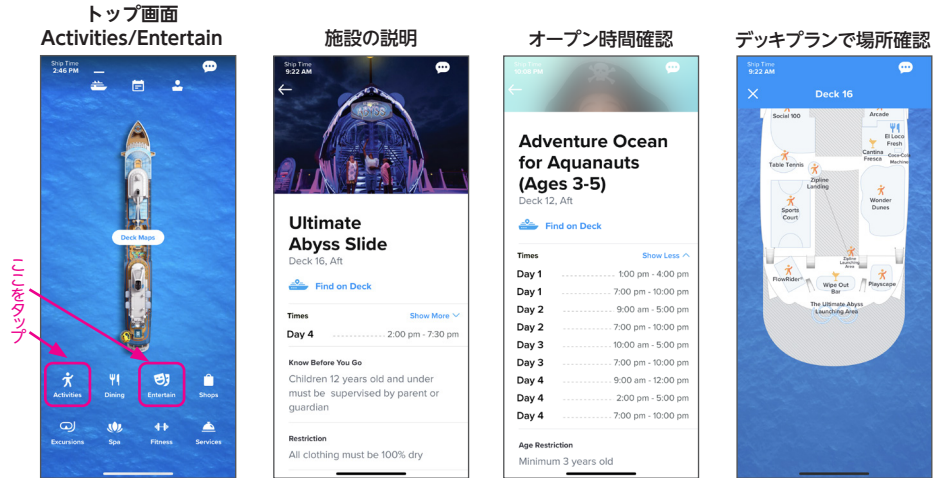 トップ画面
Activities/Entertain
Ship Time
2:46 PM
Deck Maps
ここをタップ
Activities
Dining
Entertain
Shops
Excursions
Spa
Fitness
Services
施設の説明
Ship Time
9:22 AM
Ultimate
Abyss Slide
Deck 16, Aft
Find on Deck
Times
Show More
Day 4 2:00 pm - 7:30 pm
Know Before You Go
Children 12 years old and under
must be supervised by parent or
guardian
Restriction
All clothing must be 100% dry
オープン時間確認
Ship Time
10:08 PM
Adventure Ocean
for Aquanauts
(Ages 3-5)
Deck 12, Aft
Find on Deck
Times
Show Less
Day 1 1:00 pm - 4:00 pm
Day 1 7:00 pm - 10:00 pm
Day 2 9:00 am - 5:00 pm
Day 2 7:00 pm - 10:00 pm
Day 3 10:00 am - 5:00 pm
Day 3 7:00 pm - 10:00 pm
Day 4 9:00 am - 12:00 pm
Day 4 2:00 pm - 5:00 pm
Day 4 7:00 pm - 10:00 pm
Age Restriction
Minimum 3 years old
デッキプランで場所確認
Ship Time
9:22 AM
Deck 16
Social 100
Arcade
El Loco
Fresh
Cantina
Fresca
Coca-Cola
Machine
Table Tennis
Zipline
Landing
Sports
Court
Wonder
Dunes
Zipline
Launching
Area
FlowRider®
Wipe Out
Bar
Playscape
The Ultimate Abyss
Launching Area